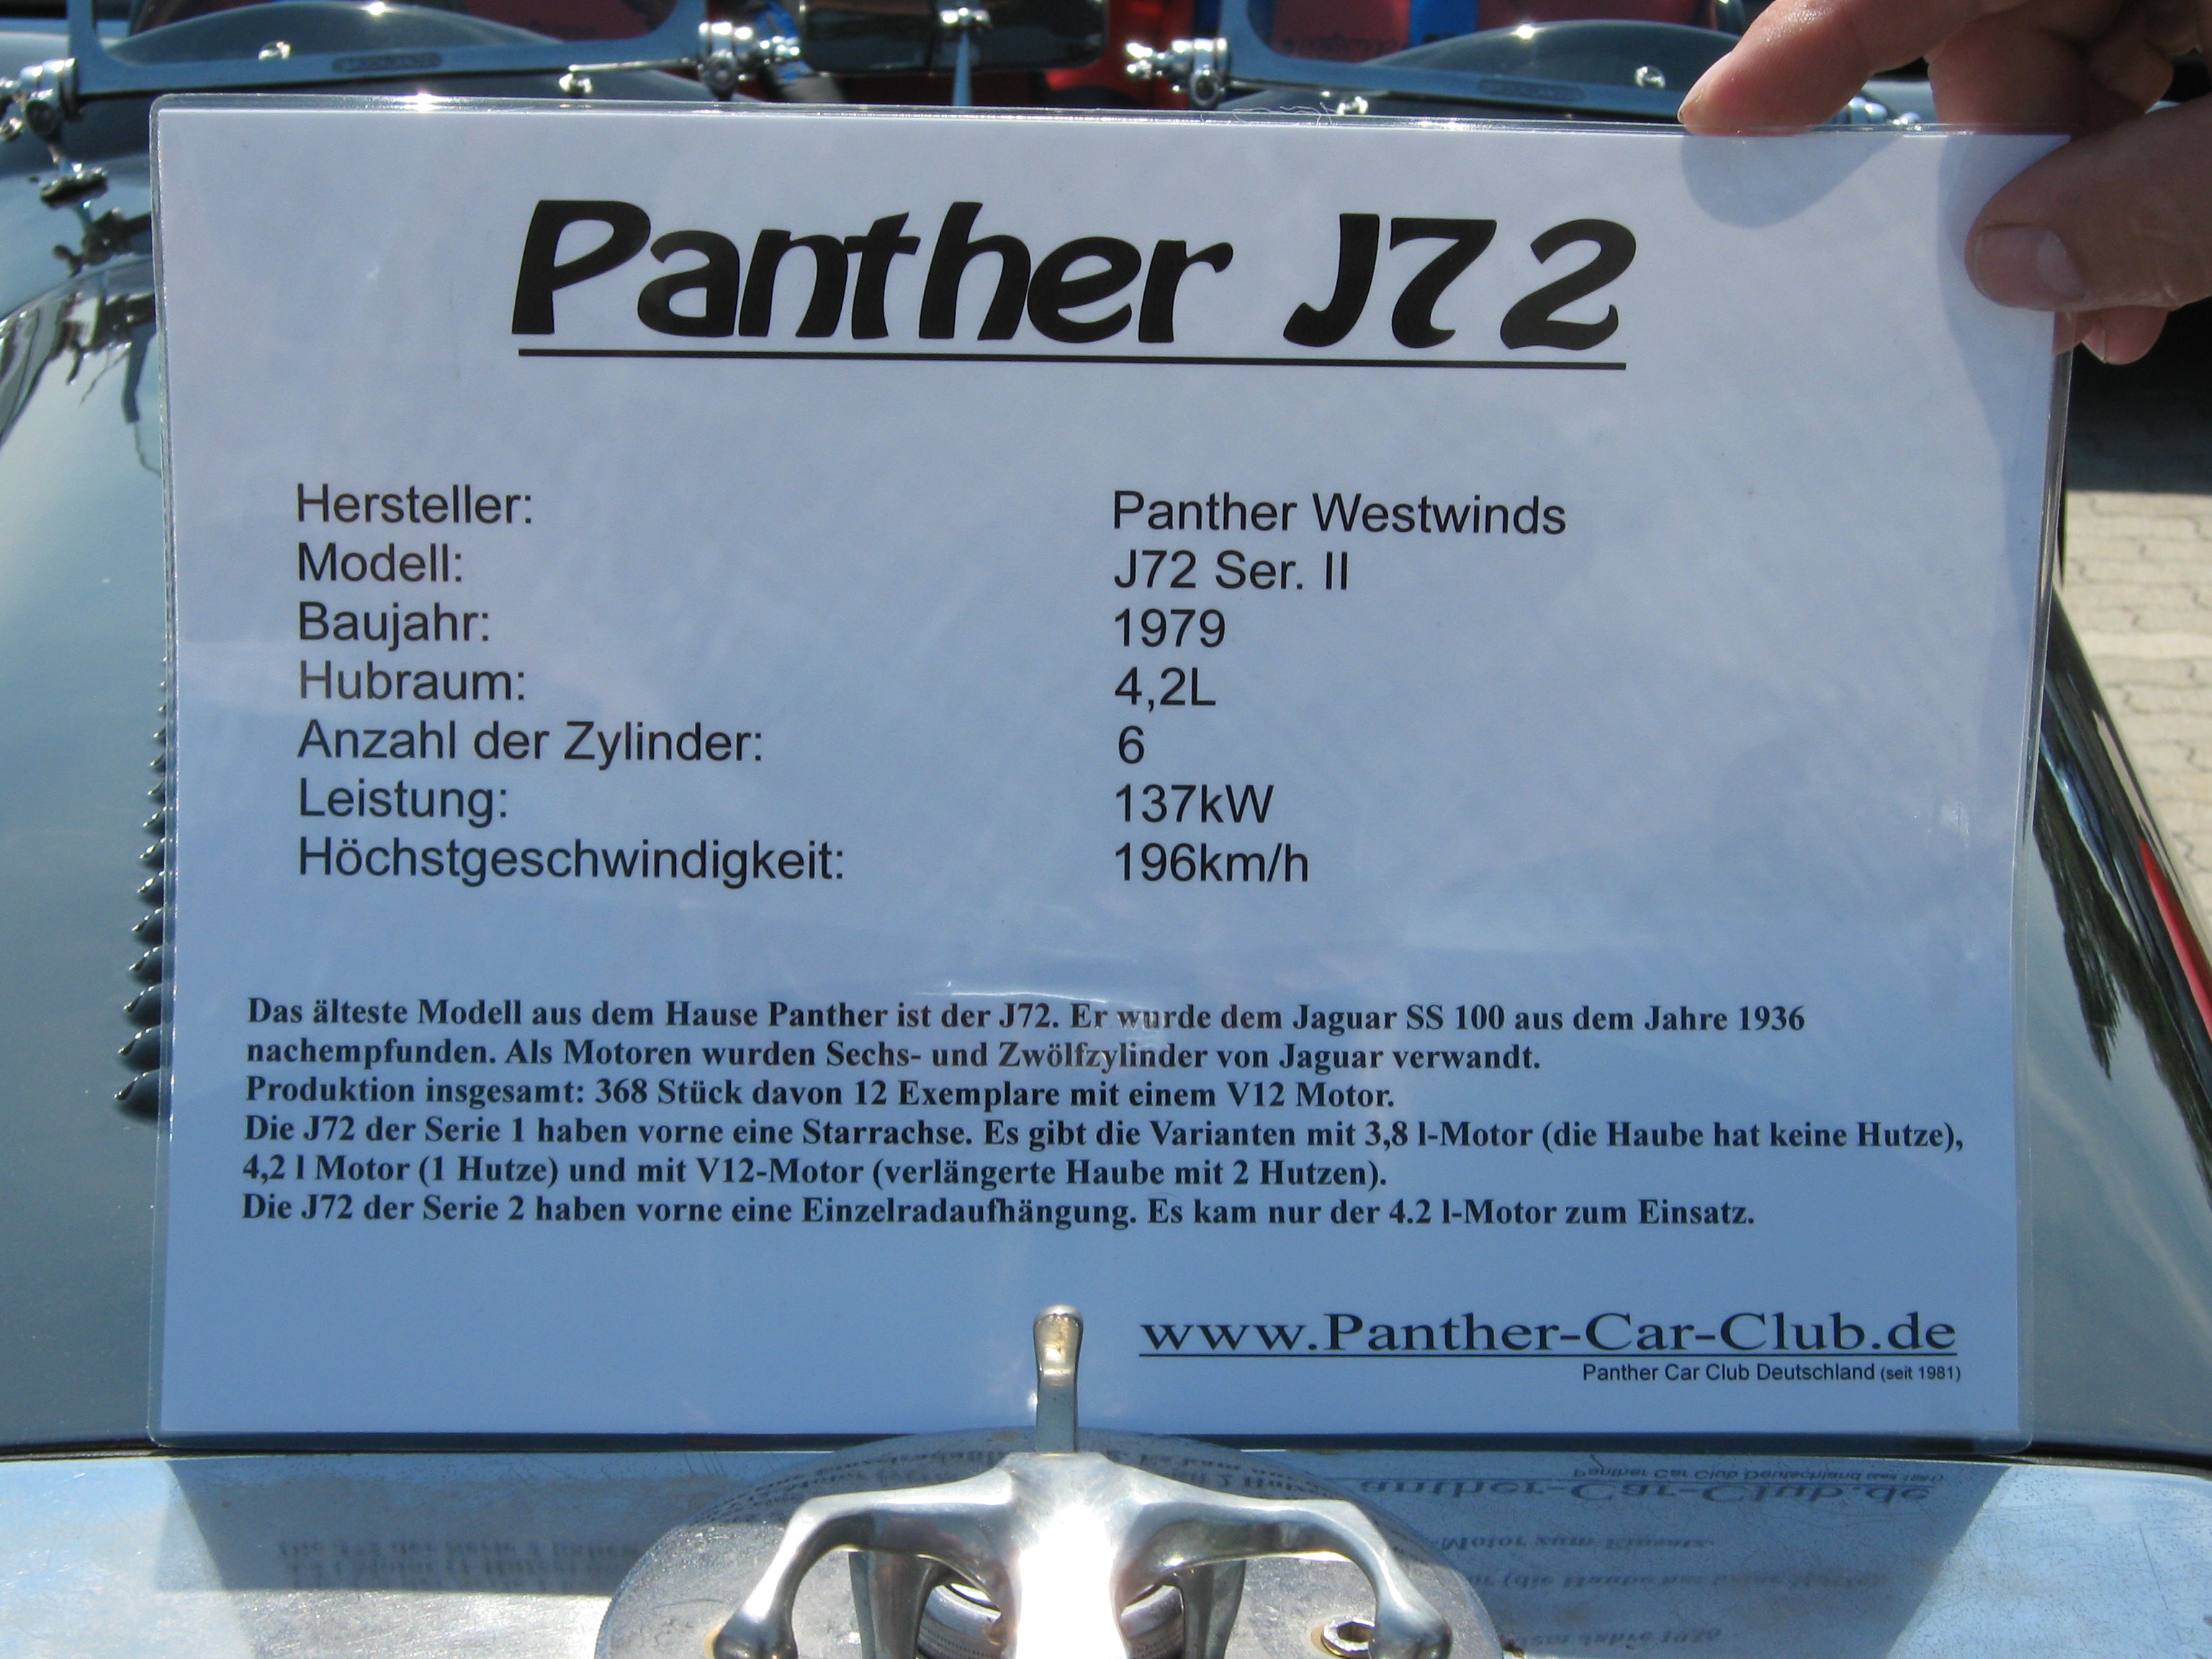 Panther J72
Hersteller: Panther Westwinds
Modell: J72 Ser. II
Baujahr: 1979
Hubraum: 4,2L
Anzahl der Zylinder: 6
Leistung: 137kW
Höchstgeschwindigkeit: 196km/h
Das älteste Modell aus dem Hause Panther ist der J72. Er wurde dem Jaguar SS 100 aus dem Jahre 1936
nachempfunden. Als Motoren wurden Sechs- und Zwölfzylinder von Jaguar verwandt.
Produktion insgesamt: 368 Stück davon 12 Exemplare mit einem V12 Motor.
Die J72 der Serie 1 haben vorne eine Starrachse. Es gibt die Varianten mit 3,8 l-Motor (die Haube hat keine Hutze),
4,2 l Motor (1 Hutze) und mit V12-Motor (verlängerte Haube mit 2 Hutzen).
Die J72 der Serie 2 haben vorne eine Einzelradaufhängung. Es kam nur der 4.2 l-Motor zum Einsatz.
www.Panther-Car-Club.de
Panther Car Club Deutschland (seit 1981)